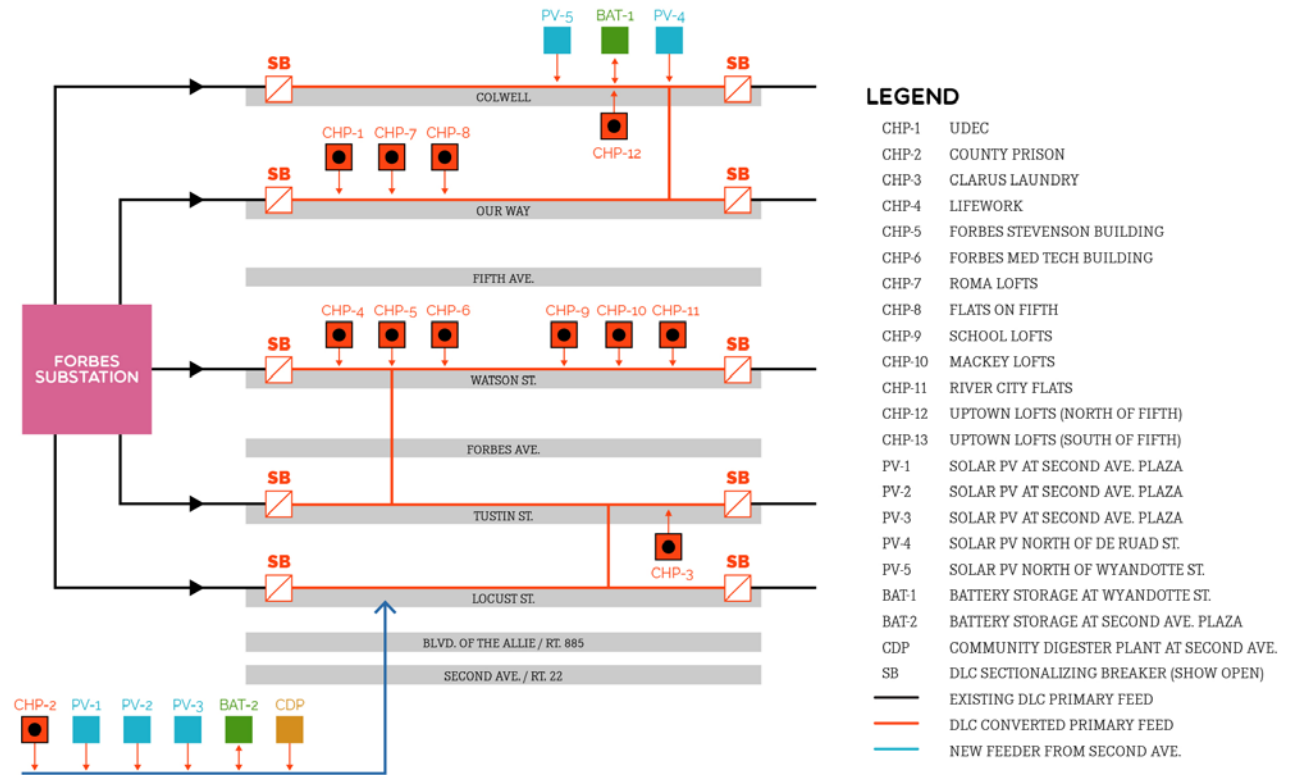 PV-5 BAT-1 PV-4
SB SB
COLWELL
CHP-1 CHP-7 CHP-8
CHP-12
SB SB
OUR WAY
FIFTH AVE.
CHP-4 CHP-5 CHP-6 CHP-9 CHP-10 CHP-11
SB SB
FORBES
SUBSTATION
WATSON ST.
FORBES AVE.
SB SB
TUSTIN ST.
CHP-3
SB SB
LOCUST ST.
BLVD. OF THE ALLIE / RT. 885
SECOND AVE. / RT. 22
CHP-2 PV-1 PV-2 PV-3 BAT-2 CDP
LEGEND
CHP-1 UDEC
CHP-2 COUNTY PRISON
CHP-3 CLARUS LAUNDRY
CHP-4 LIFEWORK
CHP-5 FORBES STEVENSON BUILDING
CHP-6 FORBES MED TECH BUILDING
CHP-7 ROMA LOFTS
CHP-8 FLATS ON FIFTH
CHP-9 SCHOOL LOFTS
CHP-10 MACKEY LOFTS
CHP-11 RIVER CITY FLATS
CHP-12 UPTOWN LOFTS (NORTH OF FIFTH)
CHP-13 UPTOWN LOFTS (SOUTH OF FIFTH)
PV-1 SOLAR PV AT SECOND AVE. PLAZA
PV-2 SOLAR PV AT SECOND AVE. PLAZA
PV-3 SOLAR PV AT SECOND AVE. PLAZA
PV-4 SOLAR PV NORTH OF DE RUAD ST.
PV-5 SOLAR PV NORTH OF WYANDOTTE ST.
BAT-1 BATTERY STORAGE AT WYANDOTTE ST.
BAT-2 BATTERY STORAGE AT SECOND AVE. PLAZA
CDP COMMUNITY DIGESTER PLANT AT SECOND AVE.
SB DLC SECTIONALIZING BREAKER (SHOW OPEN)
EXISTING DLC PRIMARY FEED
DLC CONVERTED PRIMARY FEED
NEW FEEDER FROM SECOND AVE.